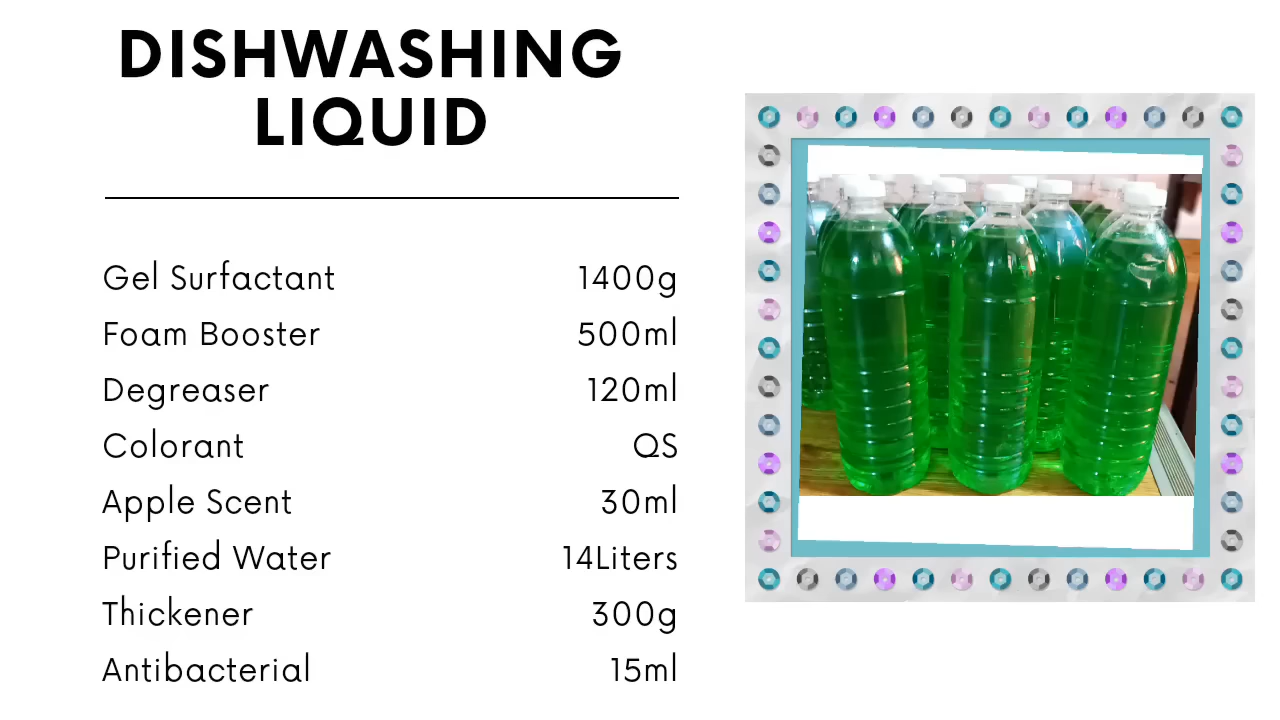 DISHWASHING
LIQUID
Gel Surfactant 1400g
Foam Booster 500ml
Degreaser 120ml
Colorant QS
Apple Scent 30ml
Purified Water 14Liters
Thickener 300g
Antibacterial 15ml